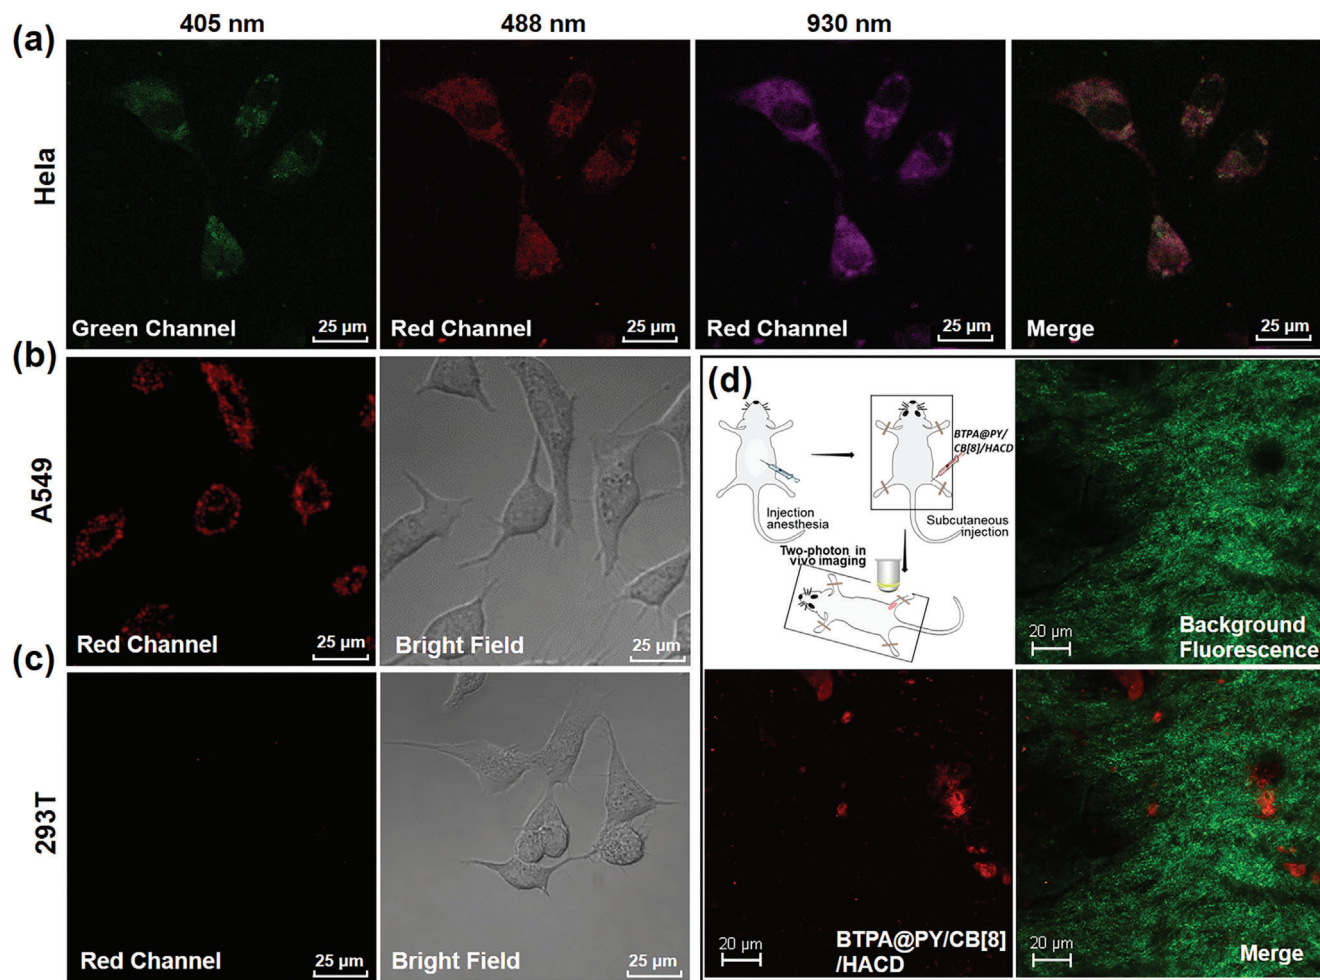 405 nm
488 nm
930 nm
(a)
Hela
Green Channel
25 µm
Red Channel
25 µm
Red Channel
25 µm
Merge
25 µm
(b)
A549
Red Channel
25 µm
Bright Field
25 µm
(c)
293T
Red Channel
25 µm
Bright Field
25 µm
(d)
Injection
anesthesia
BTPA@PY/
CB[8]/HACD
Subcutaneous
injection
Two-photon in
vivo imaging
20 µm
Background
Fluorescence
20 µm
BTPA@PY/CB[8]
/HACD
20 µm
Merge